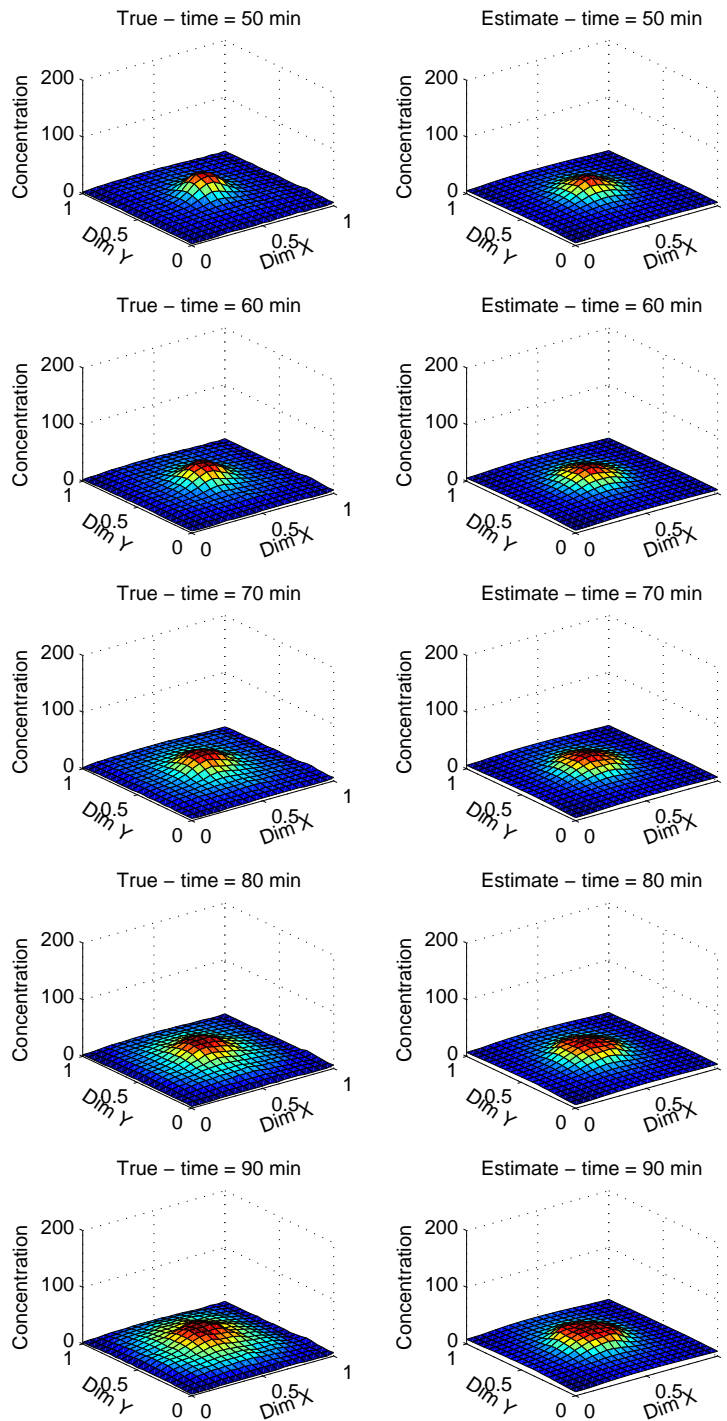 True − time = 50 min
Estimate − time = 50 min
200
100
0
Concentration
1
0.5
0
Dim Y
0
0.5
1
Dim X
200
100
0
Concentration
1
0.5
0
Dim Y
0
0.5
Dim X
True − time = 60 min
Estimate − time = 60 min
200
100
0
Concentration
1
0.5
0
Dim Y
0
0.5
1
Dim X
200
100
0
Concentration
1
0.5
0
Dim Y
0
0.5
Dim X
True − time = 70 min
Estimate − time = 70 min
200
100
0
Concentration
1
0.5
0
Dim Y
0
0.5
1
Dim X
200
100
0
Concentration
1
0.5
0
Dim Y
0
0.5
Dim X
True − time = 80 min
Estimate − time = 80 min
200
100
0
Concentration
1
0.5
0
Dim Y
0
0.5
1
Dim X
200
100
0
Concentration
1
0.5
0
Dim Y
0
0.5
Dim X
True − time = 90 min
Estimate − time = 90 min
200
100
0
Concentration
1
0.5
0
Dim Y
0
0.5
1
Dim X
200
100
0
Concentration
1
0.5
0
Dim Y
0
0.5
Dim X